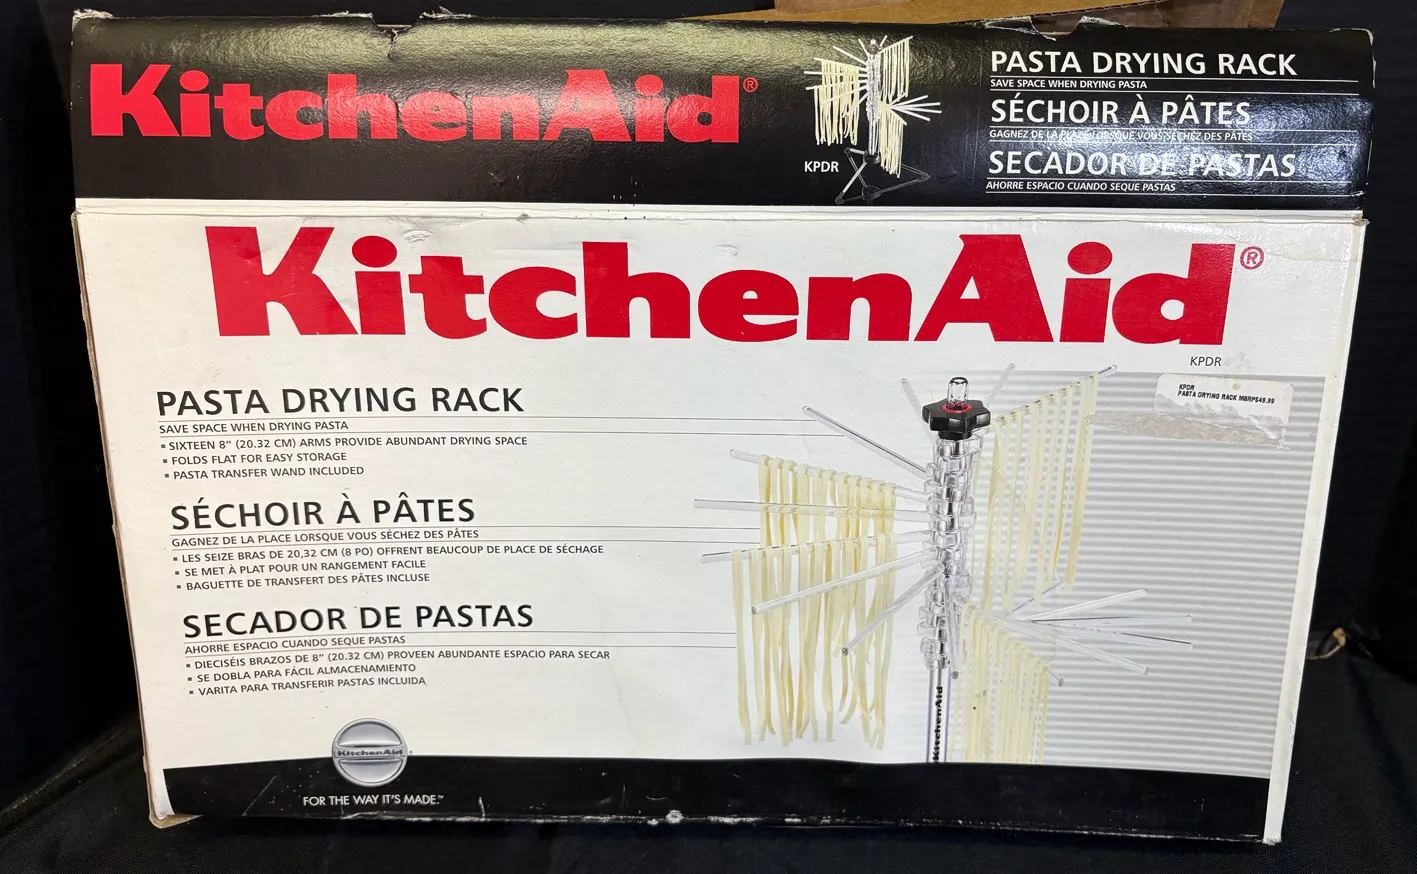 KitchenAid®
KPDR
PASTA DRYING RACK
SAVE SPACE WHEN DRYING PASTA
SÉCHOIR À PÂTES
GAGNEZ DE LA PLACE LORSQUE VOUS SÉCHEZ DES PÂTES
SECADOR DE PASTAS
AHORRE ESPACIO CUANDO SEQUE PASTAS
KitchenAid®
KPDR
KPDR
PASTA DRYING RACK MSRP$49.99
PASTA DRYING RACK
SAVE SPACE WHEN DRYING PASTA
▪ SIXTEEN 8" (20.32 CM) ARMS PROVIDE ABUNDANT DRYING SPACE
▪ FOLDS FLAT FOR EASY STORAGE
▪ PASTA TRANSFER WAND INCLUDED
SÉCHOIR À PÂTES
GAGNEZ DE LA PLACE LORSQUE VOUS SÉCHEZ DES PÂTES
▪ LES SEIZE BRAS DE 20,32 CM (8 PO) OFFRENT BEAUCOUP DE PLACE DE SÉCHAGE
▪ SE MET À PLAT POUR UN RANGEMENT FACILE
▪ BAGUETTE DE TRANSFERT DES PÂTES INCLUSE
SECADOR DE PASTAS
AHORRE ESPACIO CUANDO SEQUE PASTAS
▪ DIECISÉIS BRAZOS DE 8" (20.32 CM) PROVEEN ABUNDANTE ESPACIO PARA SECAR
▪ SE DOBLA PARA FÁCIL ALMACENAMIENTO
▪ VARITA PARA TRANSFERIR PASTAS INCLUIDA
KitchenAid
KitchenAid®
FOR THE WAY IT'S MADE.™